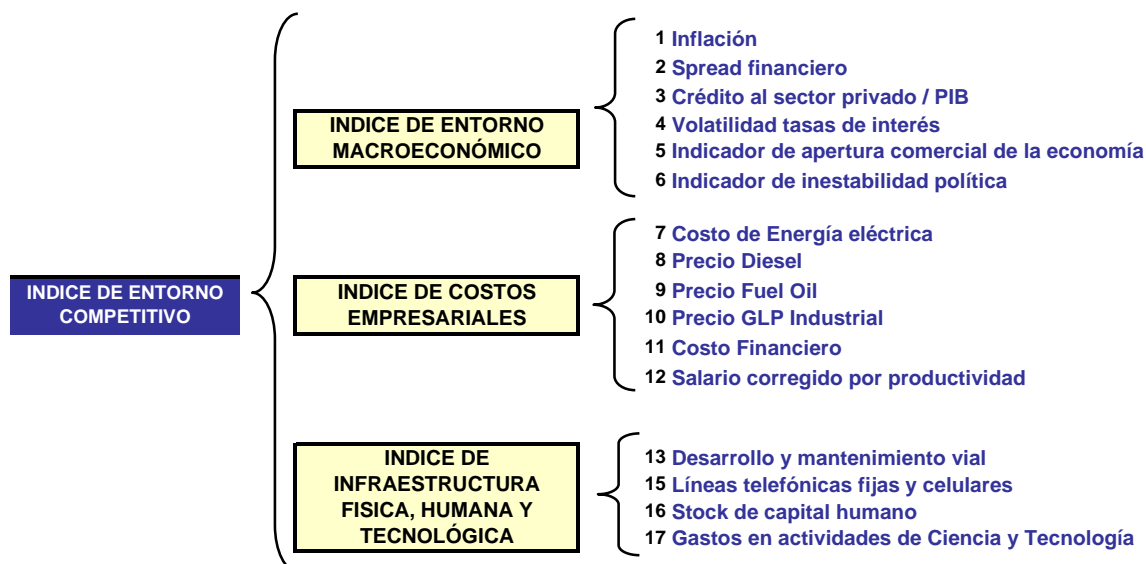 INDICE DE ENTORNO
COMPETITIVO
INDICE DE ENTORNO
MACROECONÓMICO
1 Inflación
2 Spread financiero
3 Crédito al sector privado / PIB
4 Volatilidad tasas de interés
5 Indicador de apertura comercial de la economía
6 Indicador de inestabilidad política
INDICE DE COSTOS
EMPRESARIALES
7 Costo de Energía eléctrica
8 Precio Diesel
9 Precio Fuel Oil
10 Precio GLP Industrial
11 Costo Financiero
12 Salario corregido por productividad
INDICE DE
INFRAESTRUCTURA
FISICA, HUMANA Y
TECNOLÓGICA
13 Desarrollo y mantenimiento vial
15 Líneas telefónicas fijas y celulares
16 Stock de capital humano
17 Gastos en actividades de Ciencia y Tecnología